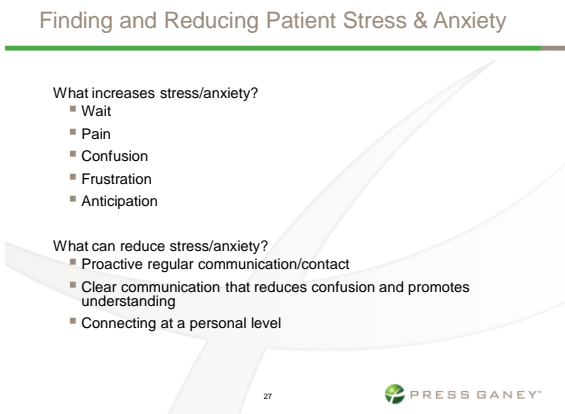 Finding and Reducing Patient Stress & Anxiety
What increases stress/anxiety?
Wait
Pain
Confusion
Frustration
Anticipation
What can reduce stress/anxiety?
Proactive regular communication/contact
Clear communication that reduces confusion and promotes
understanding
Connecting at a personal level
27
PRESS GANEY